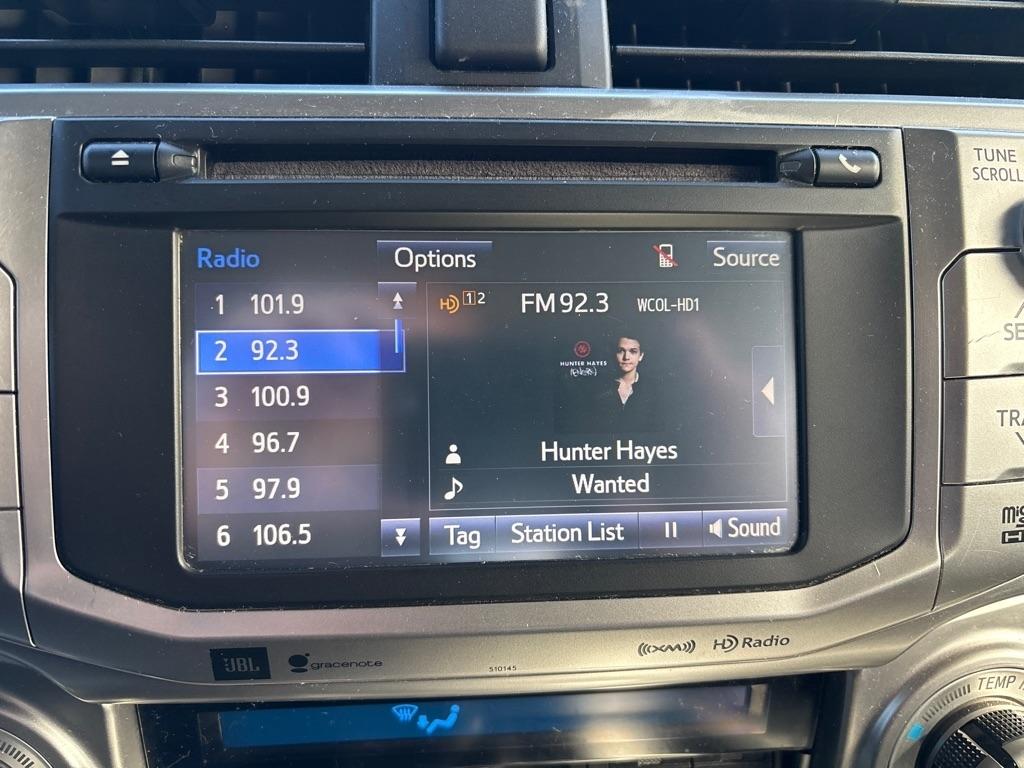 TUNE
SCROLL
Radio
Options
Source
1 101.9
2 92.3
3 100.9
4 96.7
5 97.9
6 106.5
HD 1 2 FM 92.3 WCOL-HD1
HUNTER HAYES
Hunter Hayes
Wanted
Tag
Station List
Sound
JBL
gracenote
510145
((XM))
HD Radio
TEMP